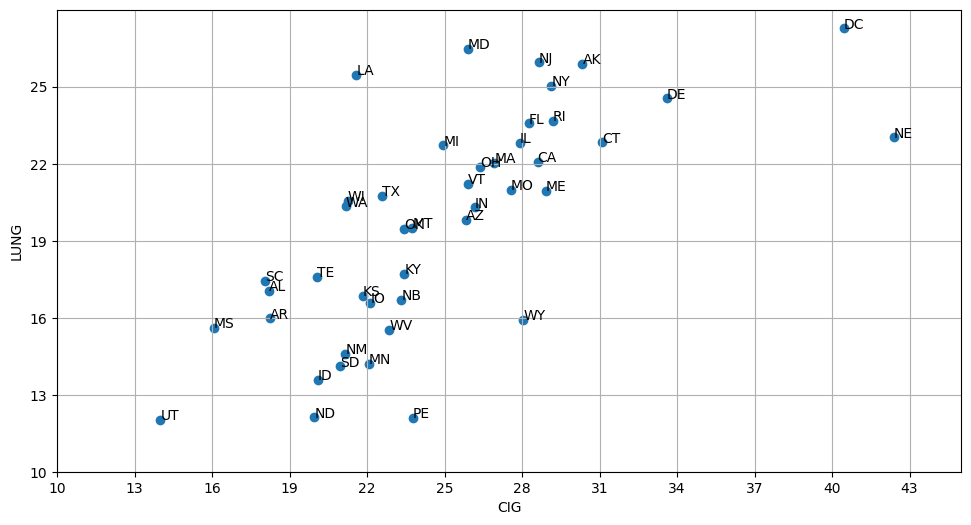 DC
MD
NJ
AK
LA
NY
25
DE
FL
RI
NE
IL
CT
MI
22
OH
MA
CA
VT
MO
ME
TX
WI
WA
IN
AZ
OK
MT
19
LUNG
SC
TE
KY
AL
KS
IO
NB
16
MS
AR
WY
WV
NM
SD
MN
ID
13
UT
ND
PE
10
10 13 16 19 22 25 28 31 34 37 40 43
CIG